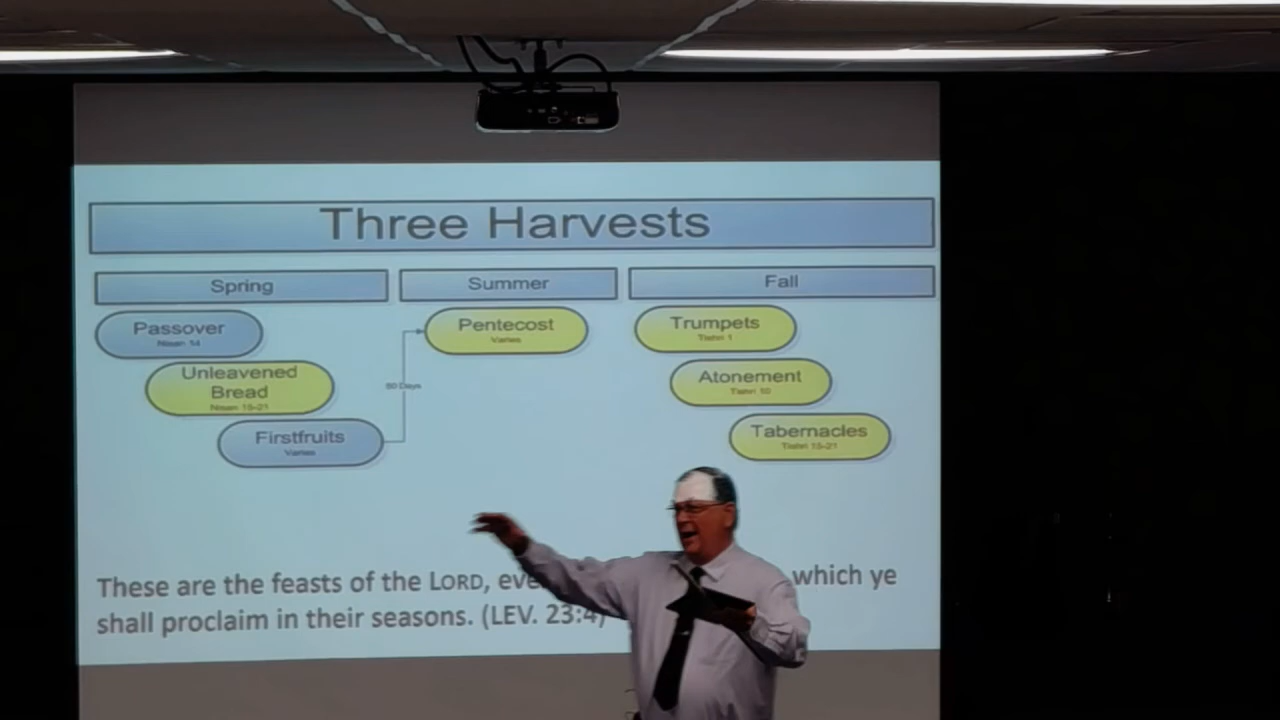 Three Harvests
Spring
Summer
Fall
Passover
Nisan 14
Unleavened
Bread
Nisan 15-21
Firstfruits
Varies
50 Days
Pentecost
Varies
Trumpets
Tishri 1
Atonement
Tishri 10
Tabernacles
Tishri 15-21
These are the feasts of the LORD, eve which ye
shall proclaim in their seasons. (LEV. 23:4)